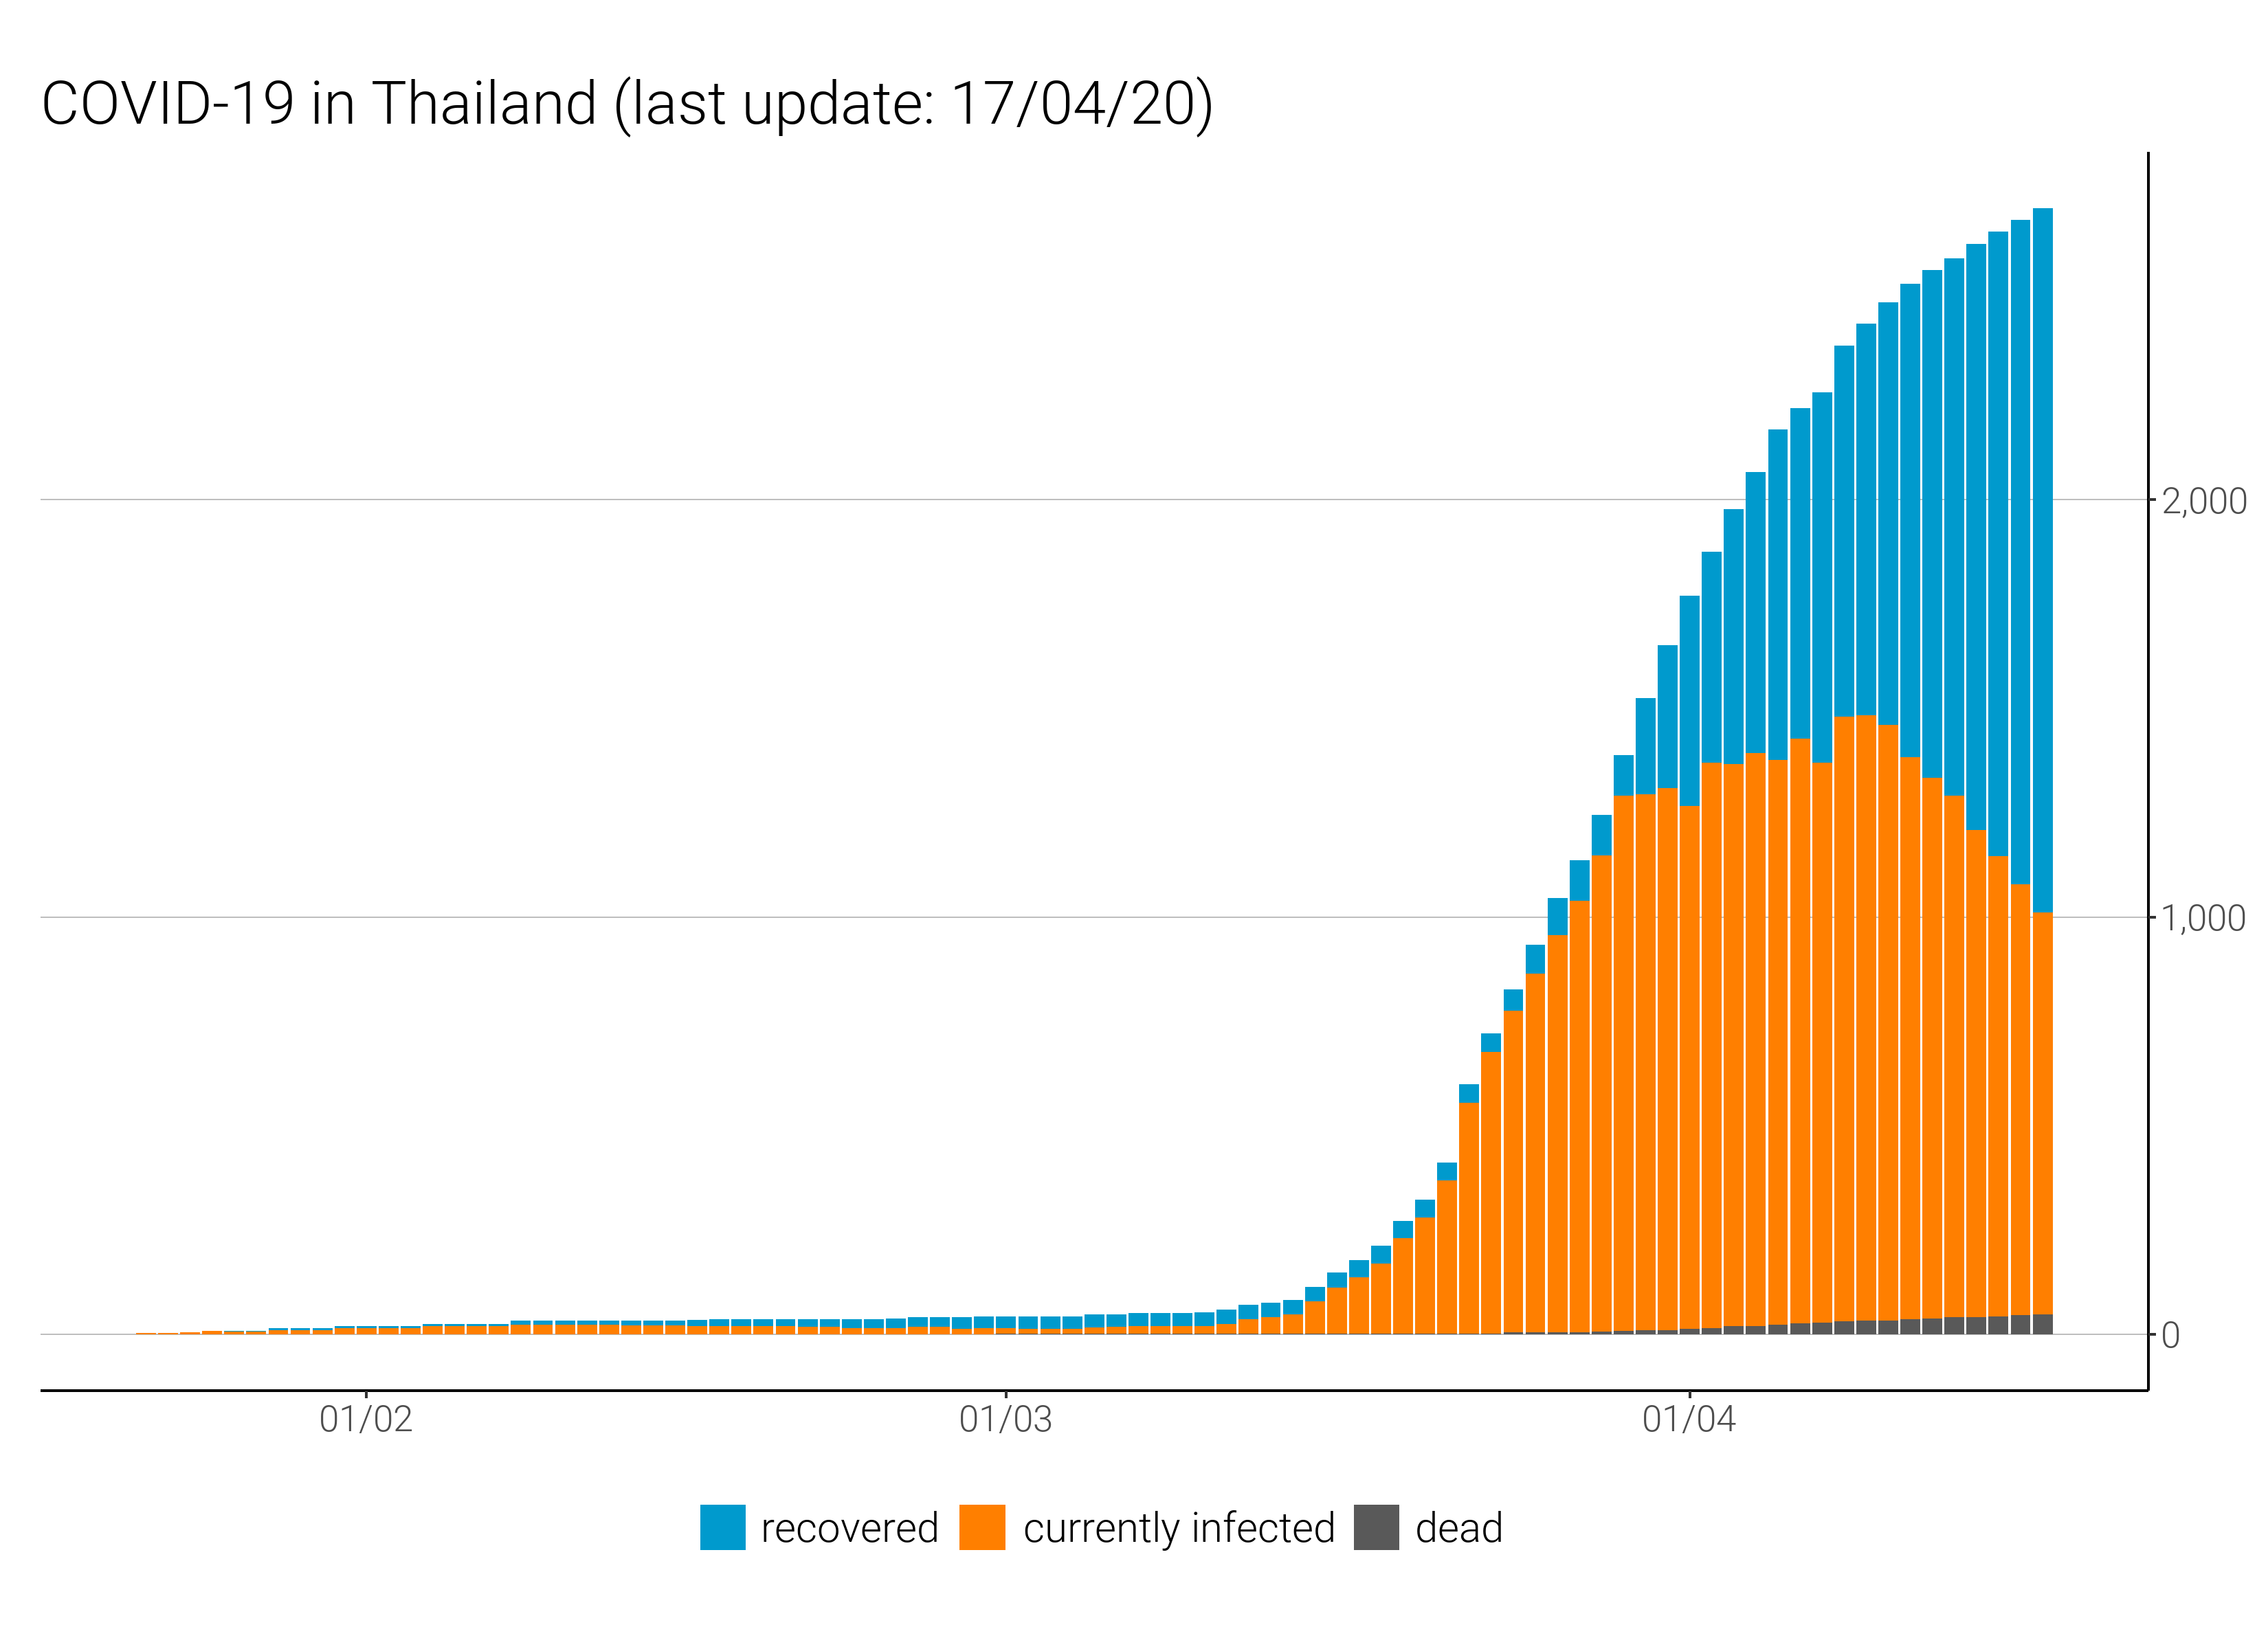 COVID-19 in Thailand (last update: 17/04/20)
2,000
1,000
0
01/02 01/03 01/04
recovered currently infected dead